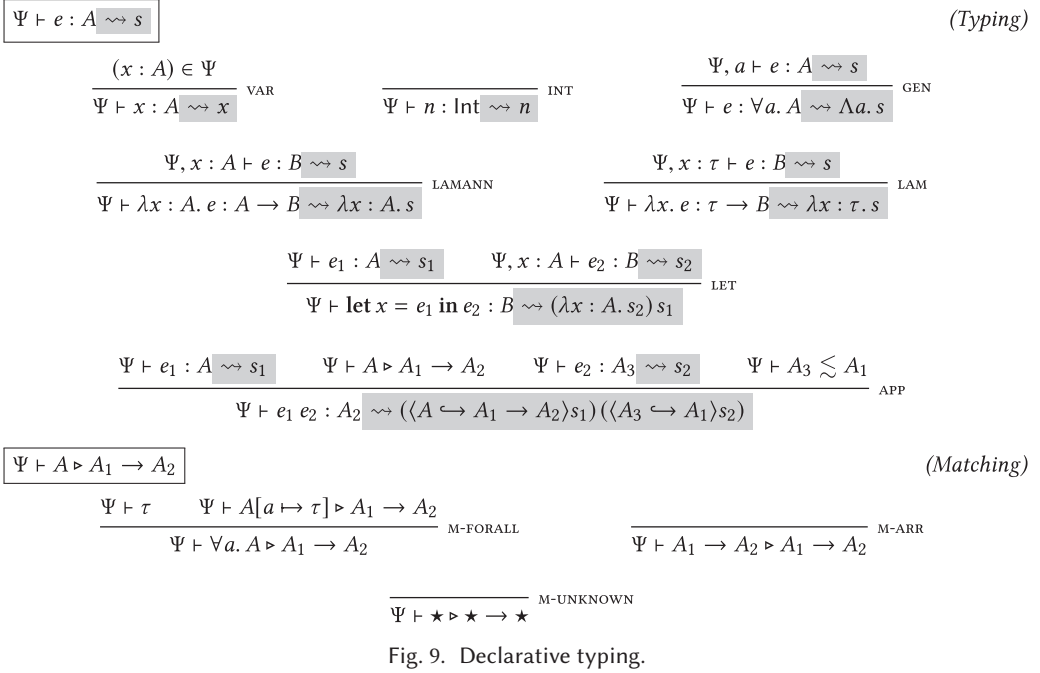 Ψ ⊢ e : A ⇝ s (Typing)
(x : A) ∈ Ψ
Ψ ⊢ x : A ⇝ x VAR
Ψ ⊢ n : Int ⇝ n INT
Ψ, a ⊢ e : A ⇝ s
Ψ ⊢ e : ∀a. A ⇝ Λa. s GEN
Ψ, x : A ⊢ e : B ⇝ s
Ψ ⊢ λx : A. e : A → B ⇝ λx : A. s LAMANN
Ψ, x : τ ⊢ e : B ⇝ s
Ψ ⊢ λx. e : τ → B ⇝ λx : τ. s LAM
Ψ ⊢ e₁ : A ⇝ s₁ Ψ, x : A ⊢ e₂ : B ⇝ s₂
Ψ ⊢ let x = e₁ in e₂ : B ⇝ (λx : A. s₂) s₁ LET
Ψ ⊢ e₁ : A ⇝ s₁ Ψ ⊢ A ▹ A₁ → A₂ Ψ ⊢ e₂ : A₃ ⇝ s₂ Ψ ⊢ A₃ ≲ A₁
Ψ ⊢ e₁ e₂ : A₂ ⇝ (⟨A ↪ A₁ → A₂⟩s₁) (⟨A₃ ↪ A₁⟩s₂) APP
Ψ ⊢ A ▹ A₁ → A₂ (Matching)
Ψ ⊢ τ Ψ ⊢ A[a ↦ τ] ▹ A₁ → A₂
Ψ ⊢ ∀a. A ▹ A₁ → A₂ M-FORALL
Ψ ⊢ A₁ → A₂ ▹ A₁ → A₂ M-ARR
Ψ ⊢ ★ ▹ ★ → ★ M-UNKNOWN
Fig. 9. Declarative typing.